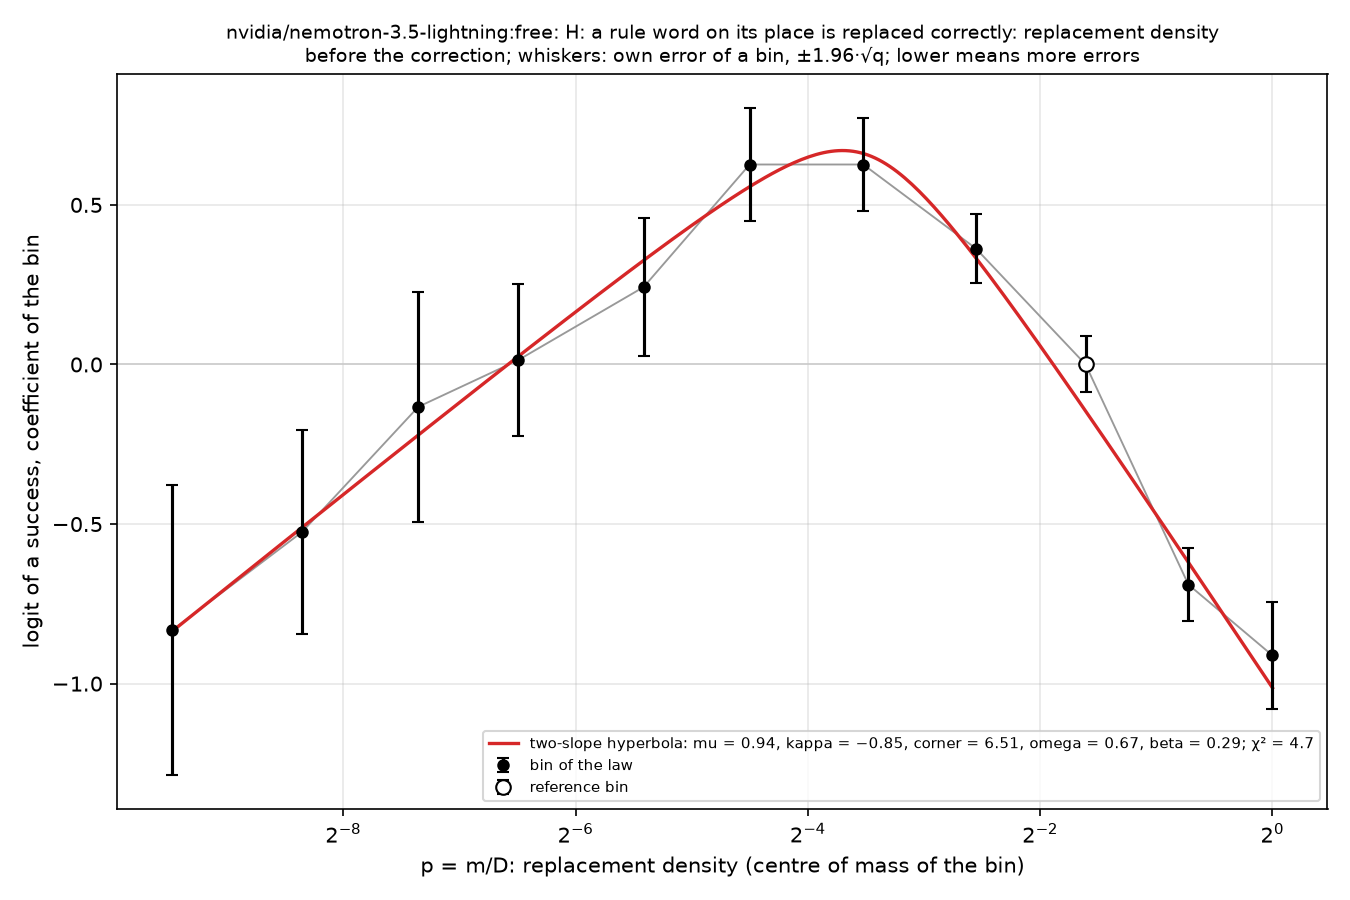 nvidia/nemotron-3.5-lightning:free: H: a rule word on its place is replaced correctly: replacement density
before the correction; whiskers: own error of a bin, ±1.96·√q; lower means more errors
logit of a success, coefficient of the bin
0.5
0.0
−0.5
−1.0
two-slope hyperbola: mu = 0.94, kappa = −0.85, corner = 6.51, omega = 0.67, beta = 0.29; χ² = 4.7
bin of the law
reference bin
2⁻⁸ 2⁻⁶ 2⁻⁴ 2⁻² 2⁰
p = m/D: replacement density (centre of mass of the bin)